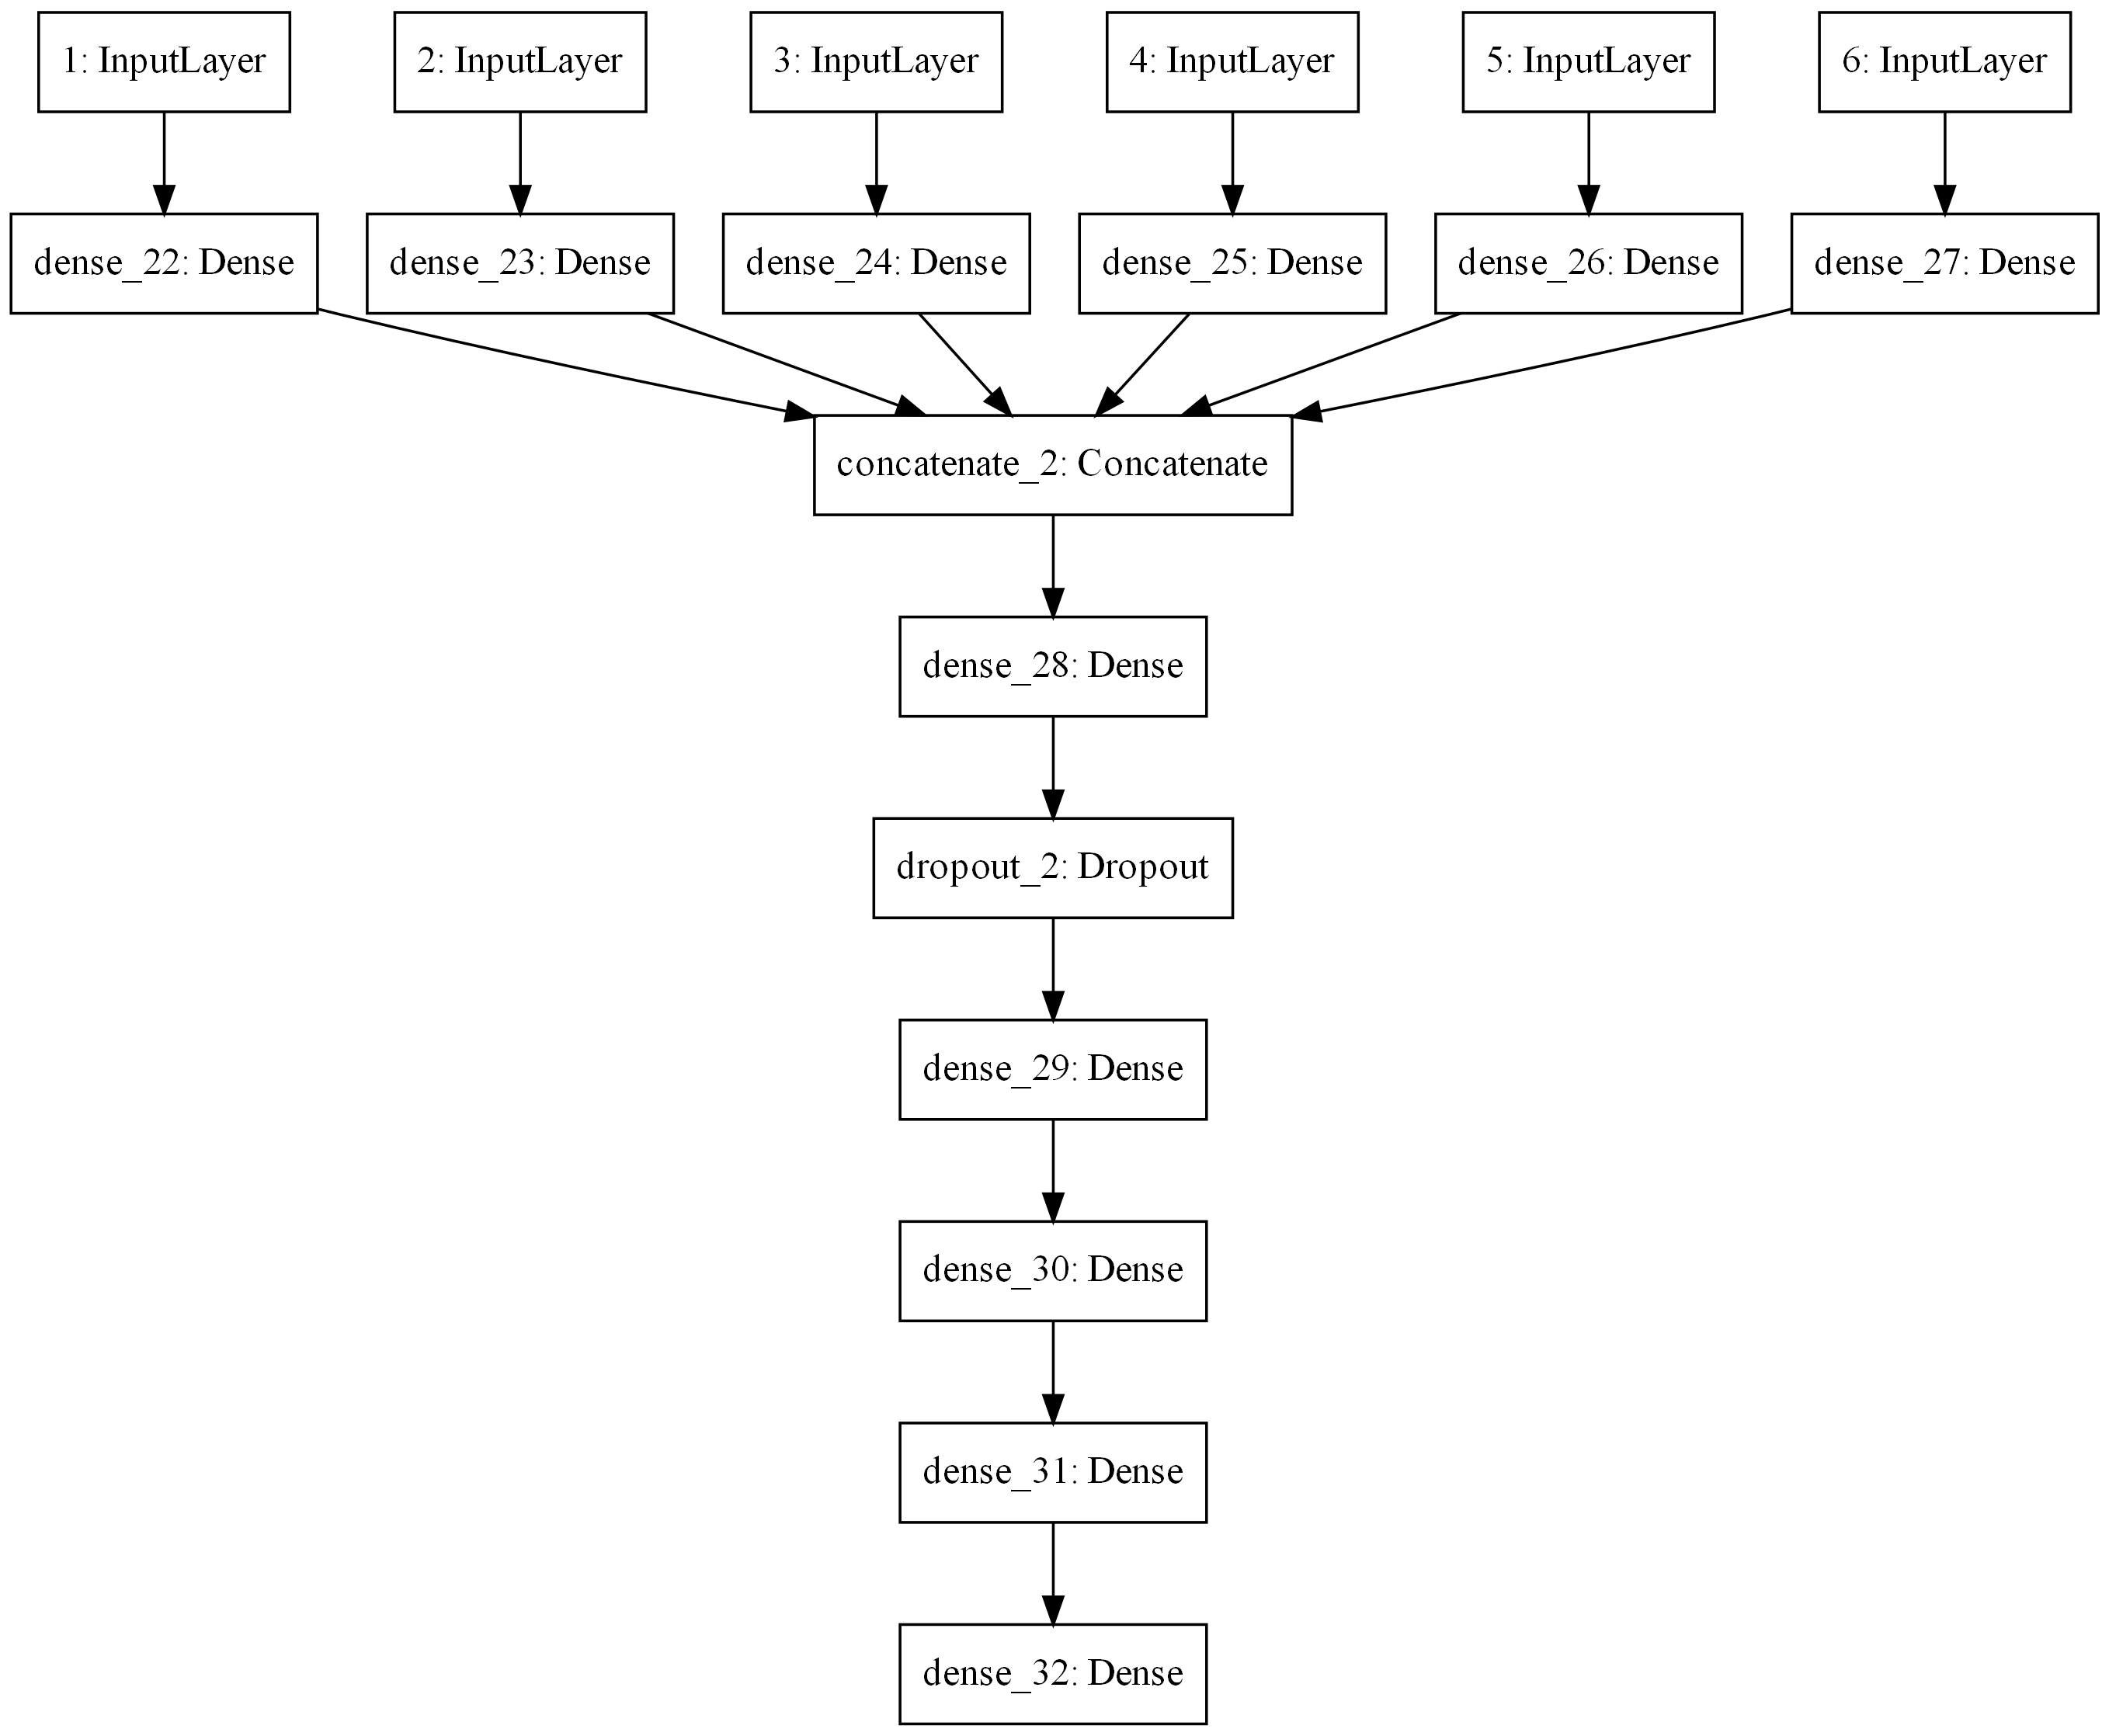 1: InputLayer
2: InputLayer
3: InputLayer
4: InputLayer
5: InputLayer
6: InputLayer
dense_22: Dense
dense_23: Dense
dense_24: Dense
dense_25: Dense
dense_26: Dense
dense_27: Dense
concatenate_2: Concatenate
dense_28: Dense
dropout_2: Dropout
dense_29: Dense
dense_30: Dense
dense_31: Dense
dense_32: Dense